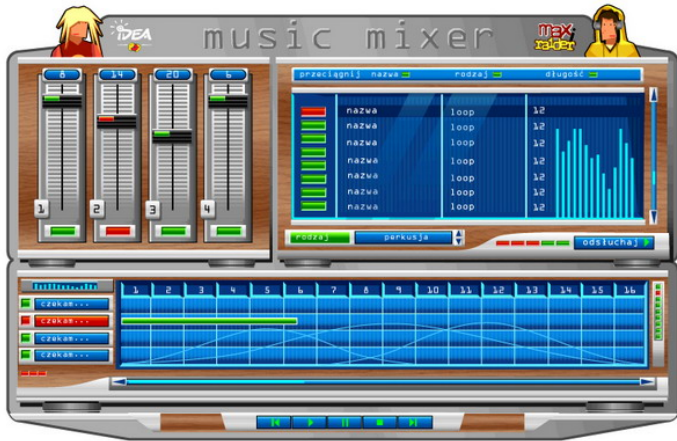 iDEA
music mixer
max
raider
8 14 20 6
1 2 3 4
przeciągnij nazwa rodzaj długość
nazwa loop 12
nazwa loop 12
nazwa loop 12
nazwa loop 12
nazwa loop 12
nazwa loop 12
nazwa loop 12
rodzaj perkusja
odsłuchaj
1 2 3 4 5 6 7 8 9 10 11 12 13 14 15 16
czekam...
czekam...
czekam...
czekam...